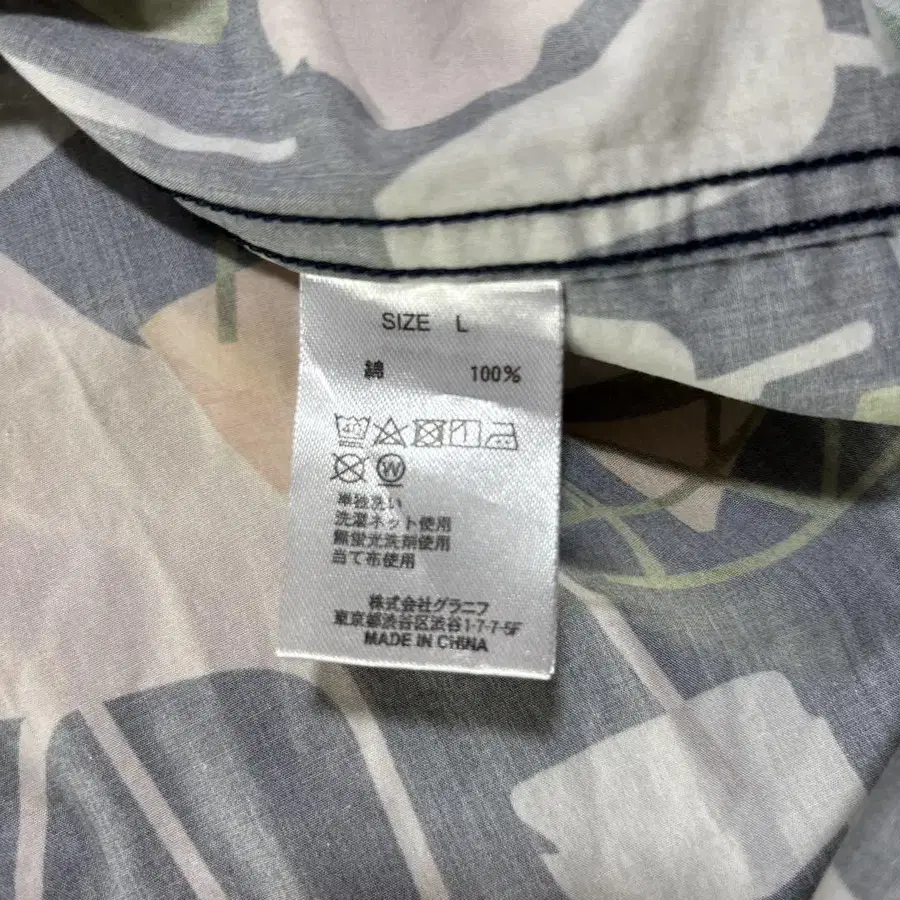 SIZE L
綿 100%
単独洗い
洗濯ネット使用
無蛍光洗剤使用
当て布使用
株式会社グラニフ
東京都渋谷区渋谷1-7-7-5F
MADE IN CHINA